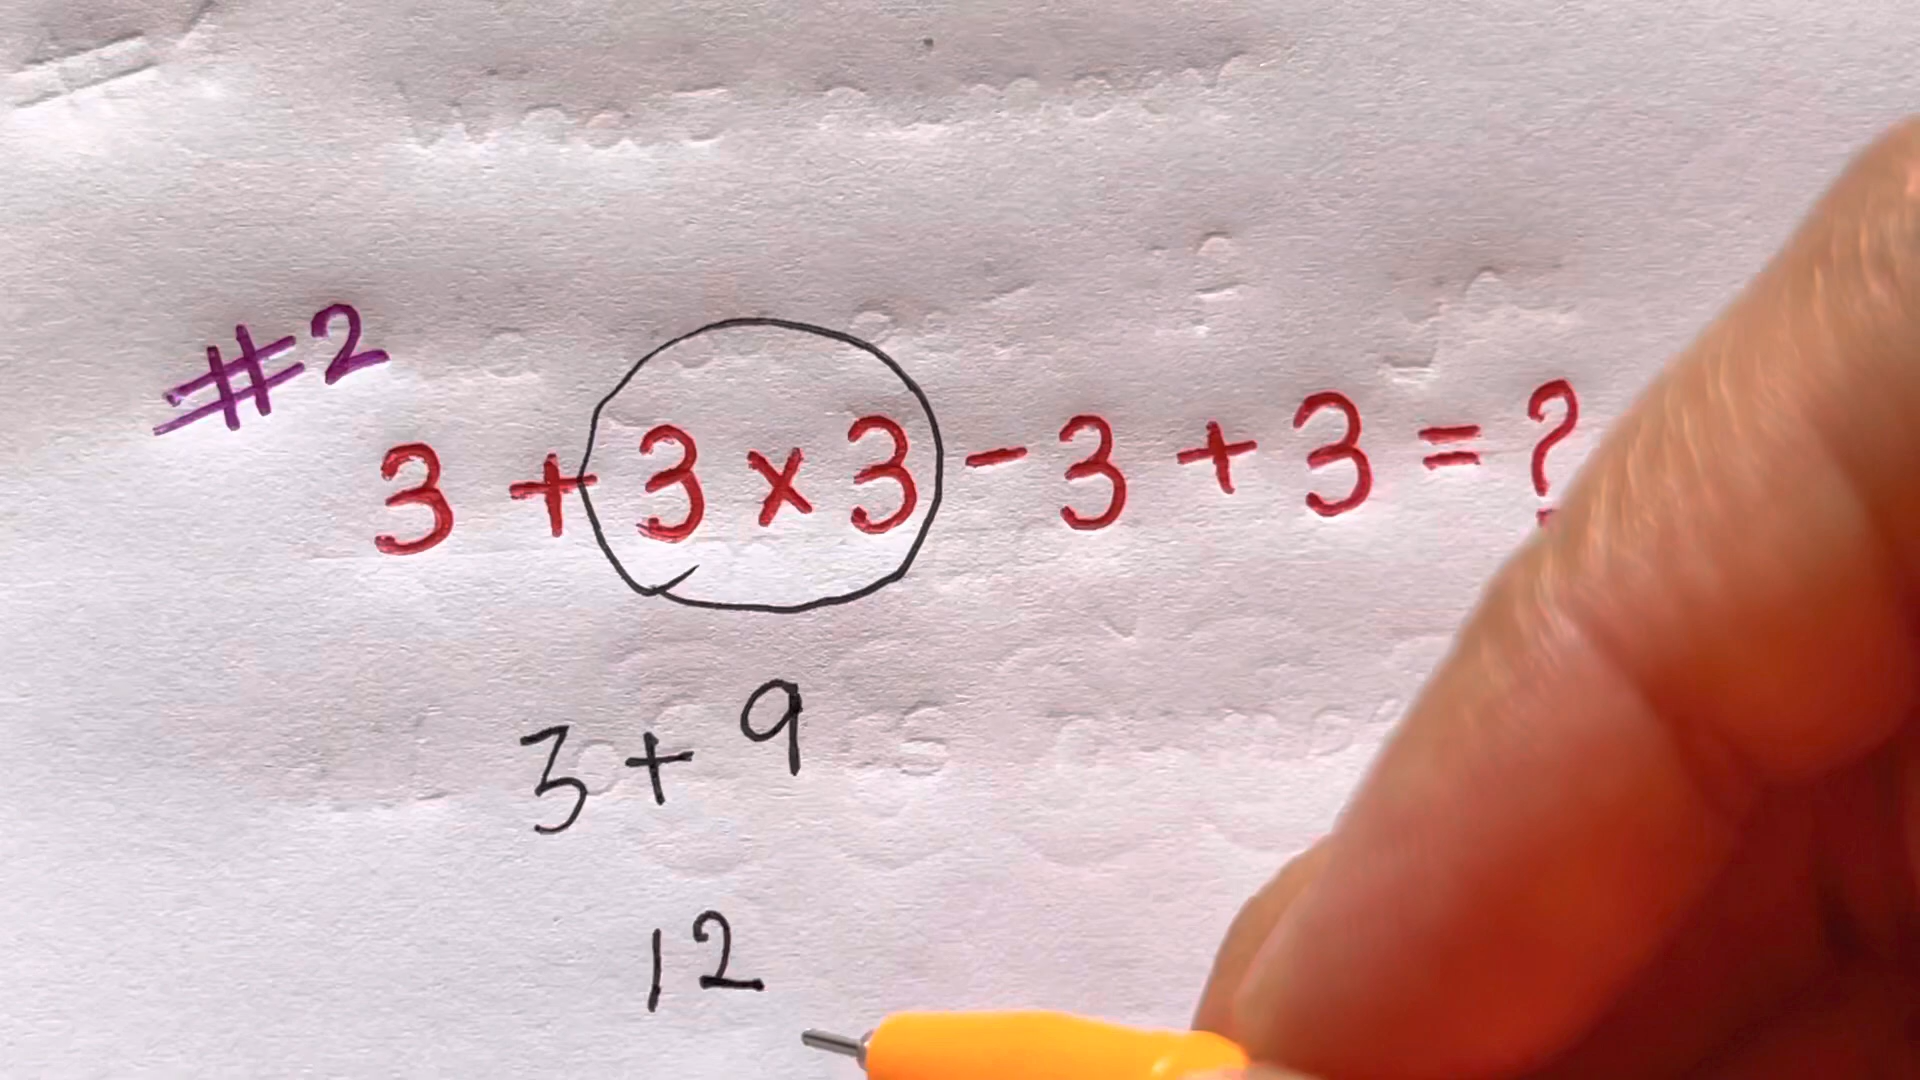 #2
3 + 3 × 3 - 3 + 3 = ?
3 + 9
12